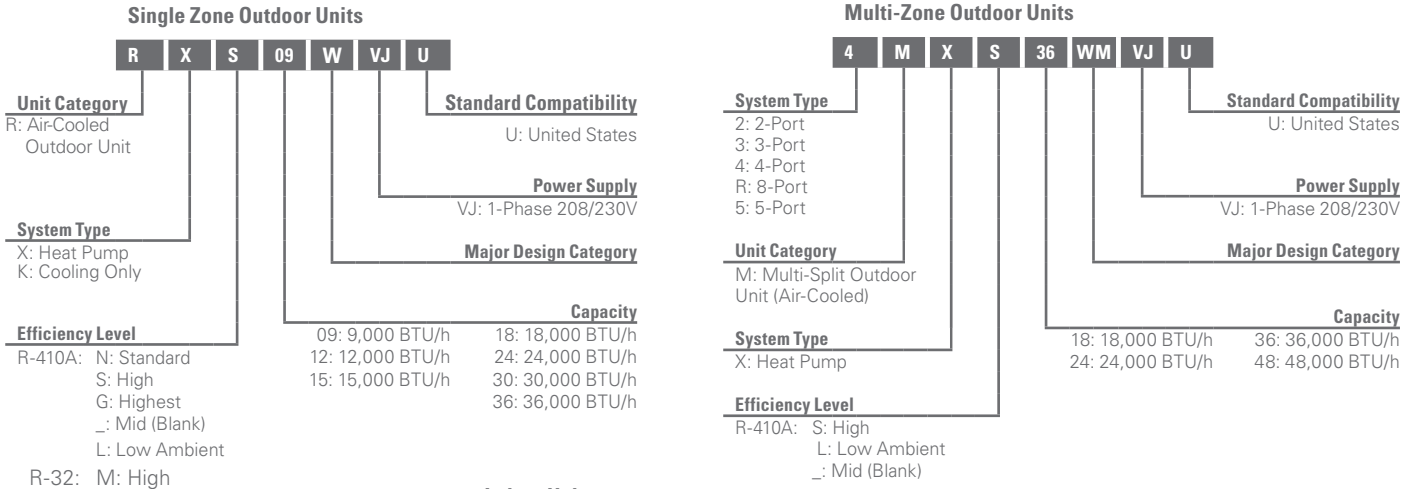 Single Zone Outdoor Units
R X S 09 W VJ U
Unit Category
R: Air-Cooled
Outdoor Unit
System Type
X: Heat Pump
K: Cooling Only
Efficiency Level
R-410A: N: Standard
S: High
G: Highest
_: Mid (Blank)
L: Low Ambient
R-32: M: High
Standard Compatibility
U: United States
Power Supply
VJ: 1-Phase 208/230V
Major Design Category
Capacity
09: 9,000 BTU/h 18: 18,000 BTU/h
12: 12,000 BTU/h 24: 24,000 BTU/h
15: 15,000 BTU/h 30: 30,000 BTU/h
36: 36,000 BTU/h
Multi-Zone Outdoor Units
4 M X S 36 WM VJ U
System Type
2: 2-Port
3: 3-Port
4: 4-Port
R: 8-Port
5: 5-Port
Unit Category
M: Multi-Split Outdoor
Unit (Air-Cooled)
System Type
X: Heat Pump
Efficiency Level
R-410A: S: High
L: Low Ambient
_: Mid (Blank)
Standard Compatibility
U: United States
Power Supply
VJ: 1-Phase 208/230V
Major Design Category
Capacity
18: 18,000 BTU/h 36: 36,000 BTU/h
24: 24,000 BTU/h 48: 48,000 BTU/h